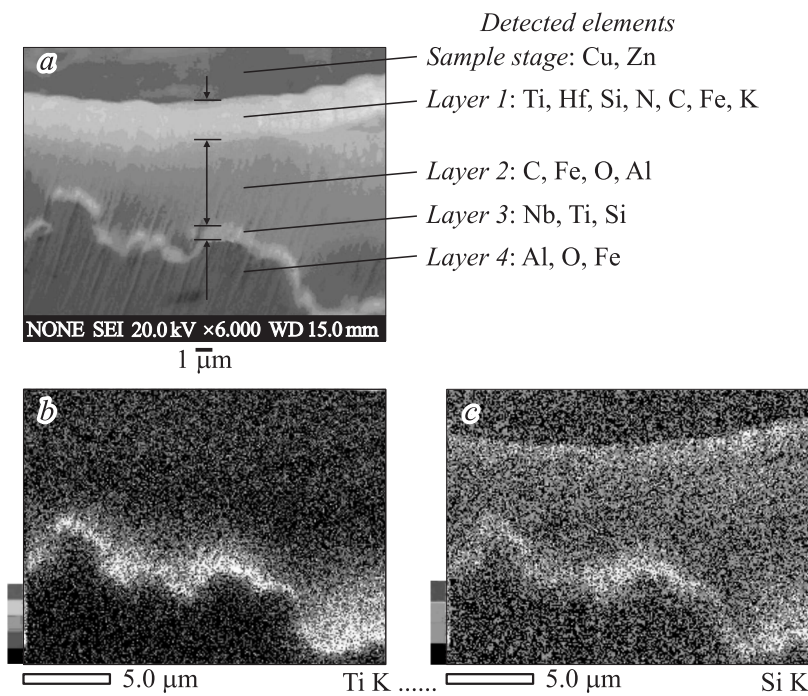 Detected elements
a
Sample stage: Cu, Zn
Layer 1: Ti, Hf, Si, N, C, Fe, K
Layer 2: C, Fe, O, Al
Layer 3: Nb, Ti, Si
Layer 4: Al, O, Fe
NONE SEI 20.0 kV ×6.000 WD 15.0 mm
1 μm
b
c
5.0 μm
Ti K ......
5.0 μm
Si K